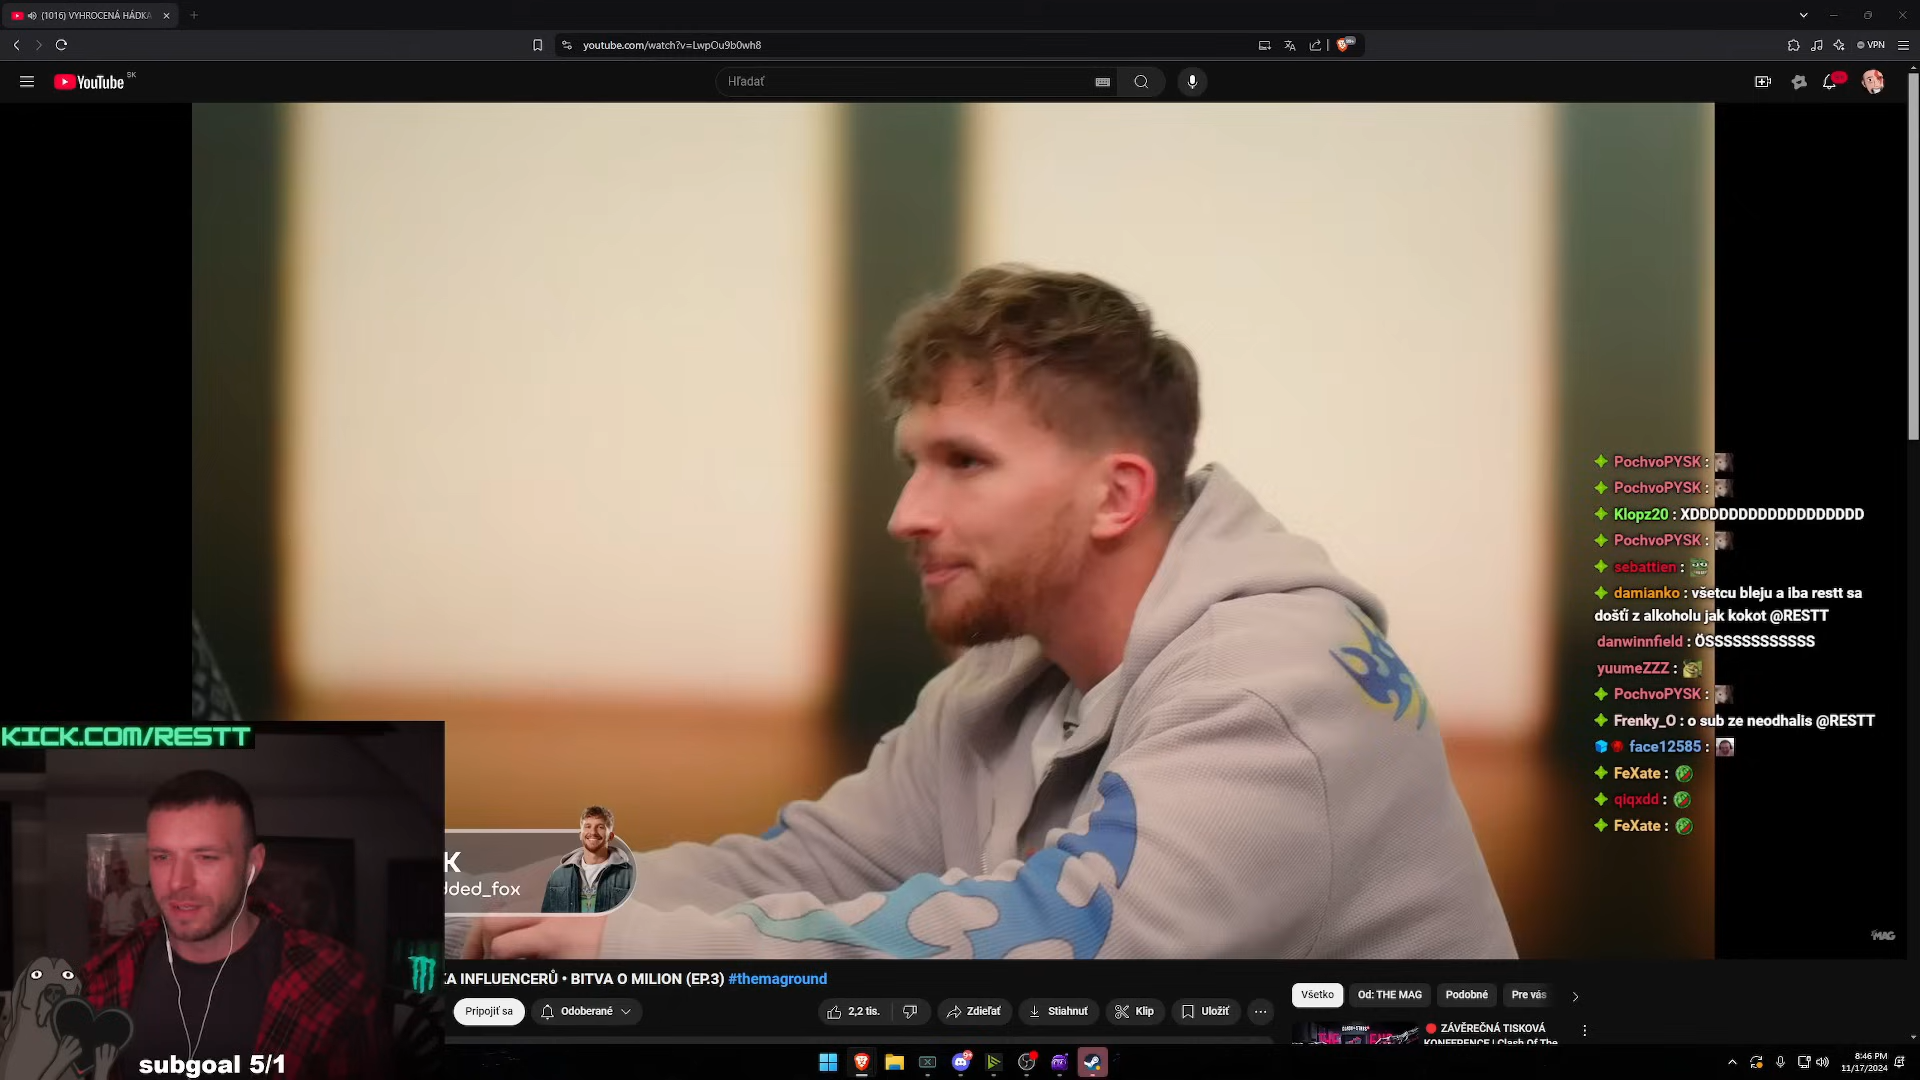 (1016) VYHROCENÁ HÁDKA
youtube.com/watch?v=LwpOu9b0wh8
VPN
YouTube SK
Hľadať
PochvoPYSK :
PochvoPYSK :
Klopz20 : XDDDDDDDDDDDDDDDDDD
PochvoPYSK :
sebattien :
damianko : všetcu bleju a iba restt sa
došťí z alkoholu jak kokot @RESTT
danwinnfield : ÖSSSSSSSSSSSS
yuumeZZZ :
PochvoPYSK :
Frenky_O : o sub ze neodhalis @RESTT
face12585 :
FeXate :
qiqxdd :
FeXate :
KICK.COM/RESTT
K
dded_fox
MAG
KA INFLUENCERŮ • BITVA O MILION (EP.3) #themaground
Pripojiť sa
Odoberané
2,2 tis.
Zdieľať
Stiahnuť
Klip
Uložiť
Všetko
Od: THE MAG
Podobné
Pre vás
ZÁVĚREČNÁ TISKOVÁ
KONFERENCE | Clash Of The
subgoal 5/1
8:46 PM
11/17/2024